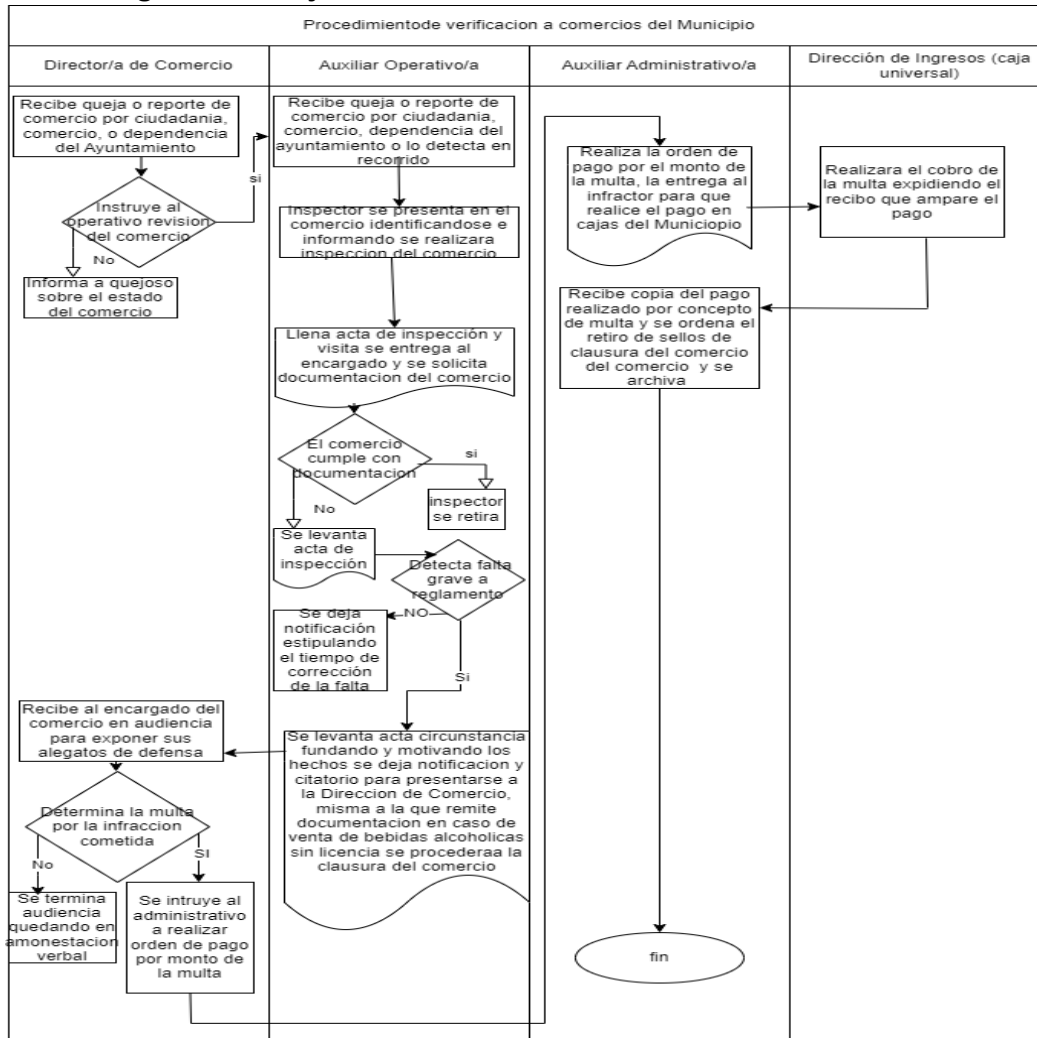 Procedimientode verificacion a comercios del Municipio
Director/a de Comercio
Auxiliar Operativo/a
Auxiliar Administrativo/a
Dirección de Ingresos (caja
universal)
Recibe queja o reporte de
comercio por ciudadania,
comercio, o dependencia
del Ayuntamiento
Instruye al
operativo revision
del comercio
si
No
Informa a quejoso
sobre el estado
del comercio
Recibe queja o reporte de
comercio por ciudadania,
comercio, dependencia del
ayuntamiento o lo detecta en
recorrido
Inspector se presenta en el
comercio identificandose e
informando se realizara
inspeccion del comercio
Llena acta de inspección y
visita se entrega al
encargado y se solicita
documentacion del comercio
El comercio
cumple con
documentacion
si
No
inspector
se retira
Se levanta
acta de
inspección
Detecta falta
grave a
reglamento
NO
Si
Se deja
notificación
estipulando
el tiempo de
corrección
de la falta
Se levanta acta circunstancia
fundando y motivando los
hechos se deja notificacion y
citatorio para presentarse a
la Direccion de Comercio,
misma a la que remite
documentacion en caso de
venta de bebidas alcoholicas
sin licencia se procederaa la
clausura del comercio
Recibe al encargado del
comercio en audiencia
para exponer sus
alegatos de defensa
Determina la multa
por la infraccion
cometida
No
SI
Se termina
audiencia
quedando en
amonestacion
verbal
Se intruye al
administrativo
a realizar
orden de pago
por monto de
la multa
Realiza la orden de
pago por el monto de
la multa, la entrega al
infractor para que
realice el pago en
cajas del Municiopio
Realizara el cobro de
la multa expidiendo el
recibo que ampare el
pago
Recibe copia del pago
realizado por concepto
de multa y se ordena el
retiro de sellos de
clausura del comercio
del comercio y se
archiva
fin